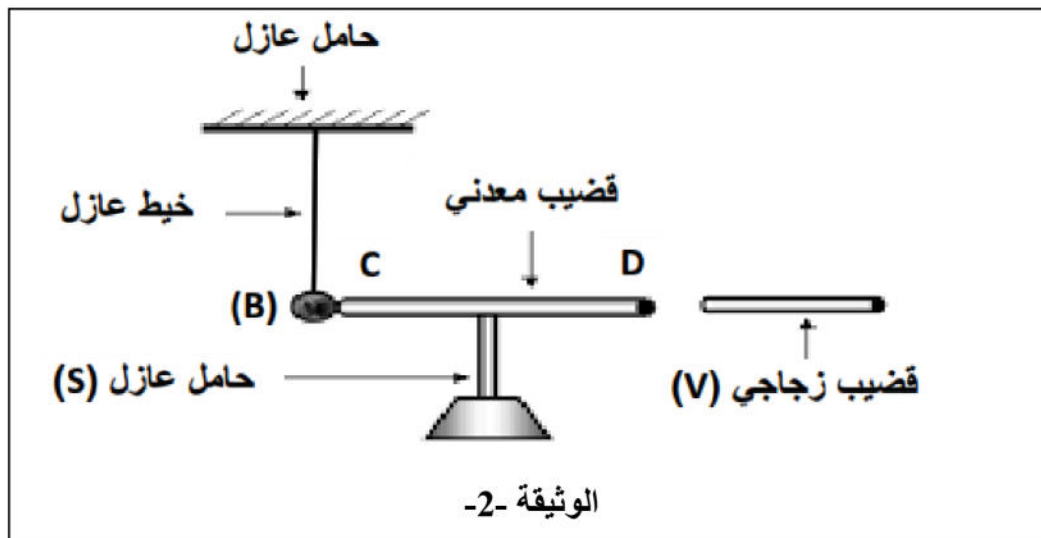 حامل عازل
قضيب معدني
خيط عازل
C
D
(B)
حامل عازل (S)
قضيب زجاجي (V)
الوثيقة -2-